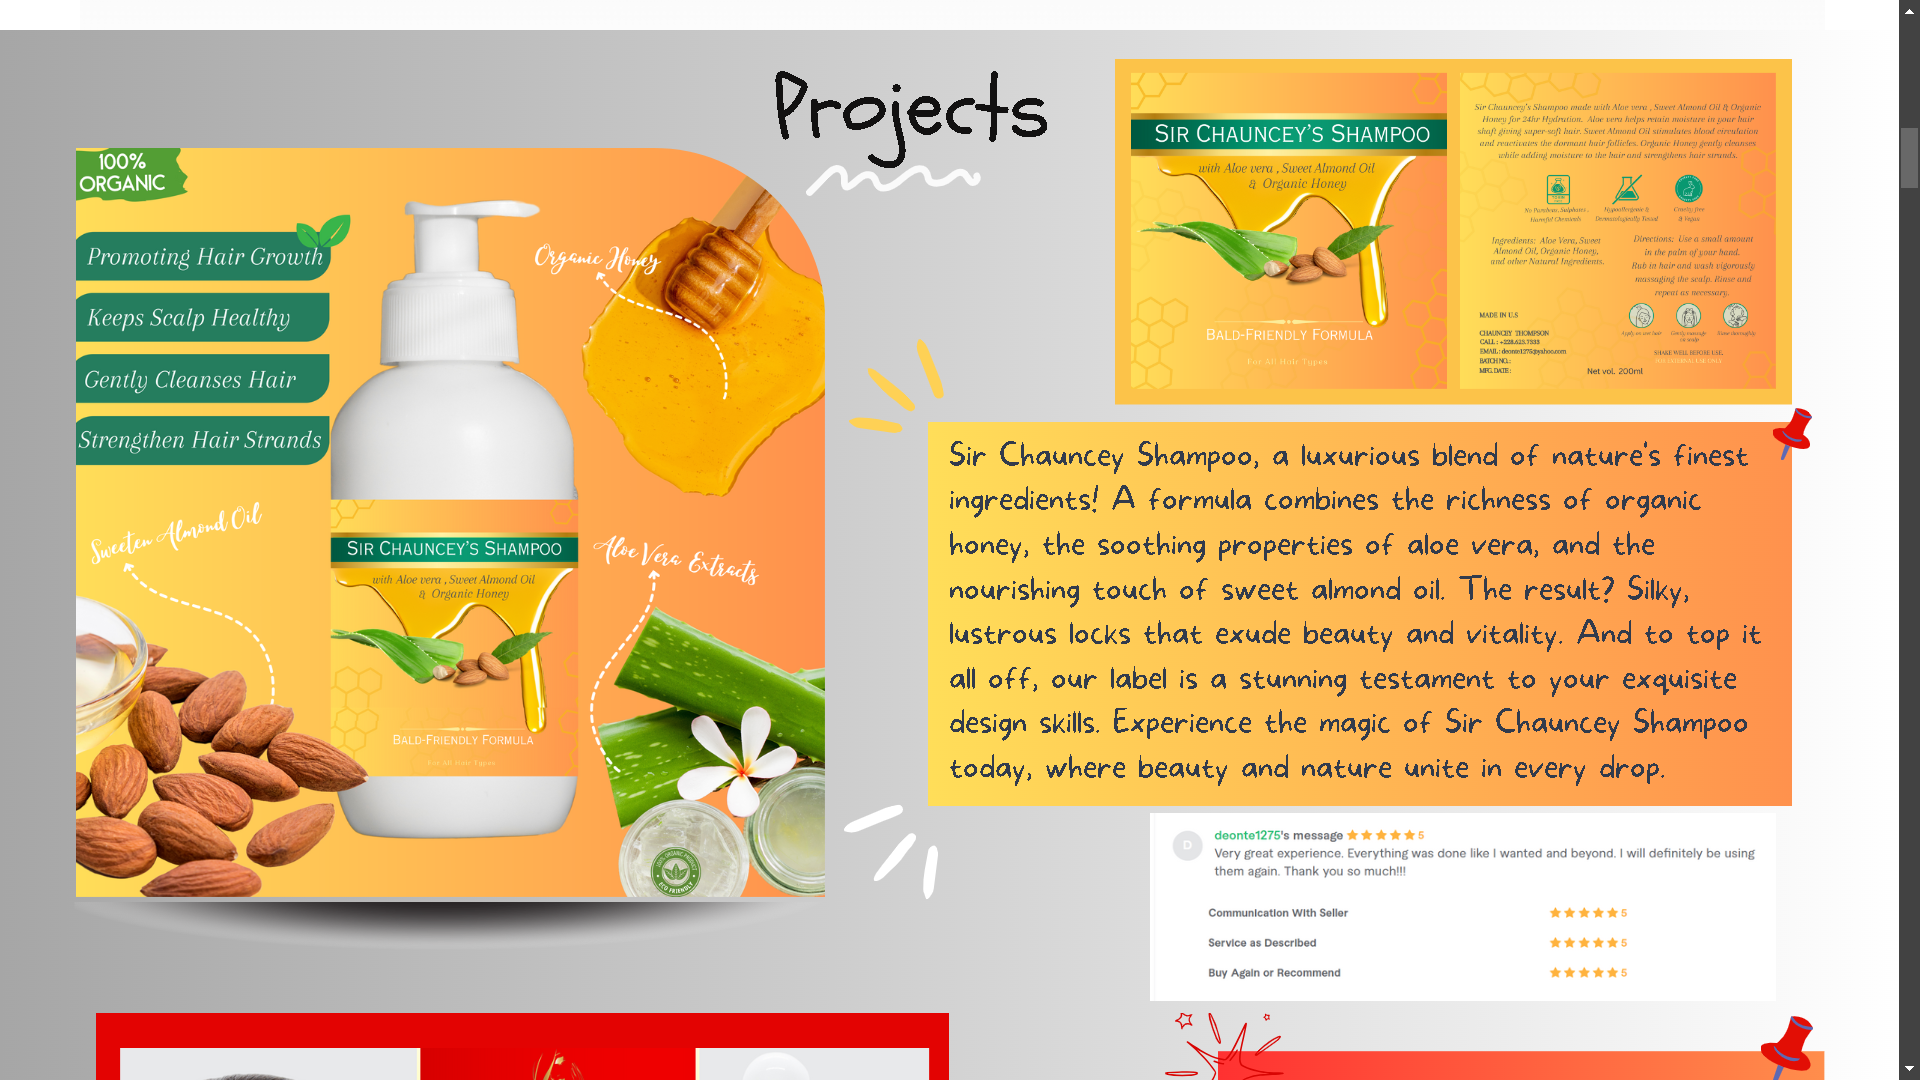 Projects
100%
ORGANIC
Promoting Hair Growth
Keeps Scalp Healthy
Gently Cleanses Hair
Strengthen Hair Strands
Organic Honey
Sweeten Almond Oil
Aloe Vera Extracts
SIR CHAUNCEY'S SHAMPOO
with Aloe vera , Sweet Almond Oil
& Organic Honey
BALD-FRIENDLY FORMULA
For All Hair Types
100% ORGANIC PRODUCT
ECO FRIENDLY
SIR CHAUNCEY'S SHAMPOO
with Aloe vera , Sweet Almond Oil
& Organic Honey
BALD-FRIENDLY FORMULA
For All Hair Types
Sir Chauncey's Shampoo made with Aloe vera , Sweet Almond Oil & Organic
Honey for 24hr Hydration. Aloe vera helps retain moisture in your hair
shaft giving super-soft hair. Sweet Almond Oil stimulates blood circulation
and reactivates the dormant hair follicles. Organic Honey gently cleanses
while adding moisture to the hair and strengthens hair strands.
No Parabens, Sulphates ,
Harmful Chemicals
Hypoallergenic &
Dermatologically Tested
Cruelty free
& Vegan
Ingredients: Aloe Vera, Sweet
Almond Oil, Organic Honey,
and other Natural Ingredients.
Directions: Use a small amount
in the palm of your hand.
Rub in hair and wash vigorously
massaging the scalp. Rinse and
repeat as necessary.
Apply on wet hair
Gently massage
on scalp
Rinse thoroughly
MADE IN U.S
CHAUNCEY THOMPSON
CALL : +228.623.7333
EMAIL : deonte1275@yahoo.com
BATCH NO. :
MFG. DATE :
SHAKE WELL BEFORE USE.
FOR EXTERNAL USE ONLY
Net vol. 200ml
Sir Chauncey Shampoo, a luxurious blend of nature's finest
ingredients! A formula combines the richness of organic
honey, the soothing properties of aloe vera, and the
nourishing touch of sweet almond oil. The result? Silky,
lustrous locks that exude beauty and vitality. And to top it
all off, our label is a stunning testament to your exquisite
design skills. Experience the magic of Sir Chauncey Shampoo
today, where beauty and nature unite in every drop.
D
deonte1275's message 5
Very great experience. Everything was done like I wanted and beyond. I will definitely be using
them again. Thank you so much!!!
Communication With Seller 5
Service as Described 5
Buy Again or Recommend 5